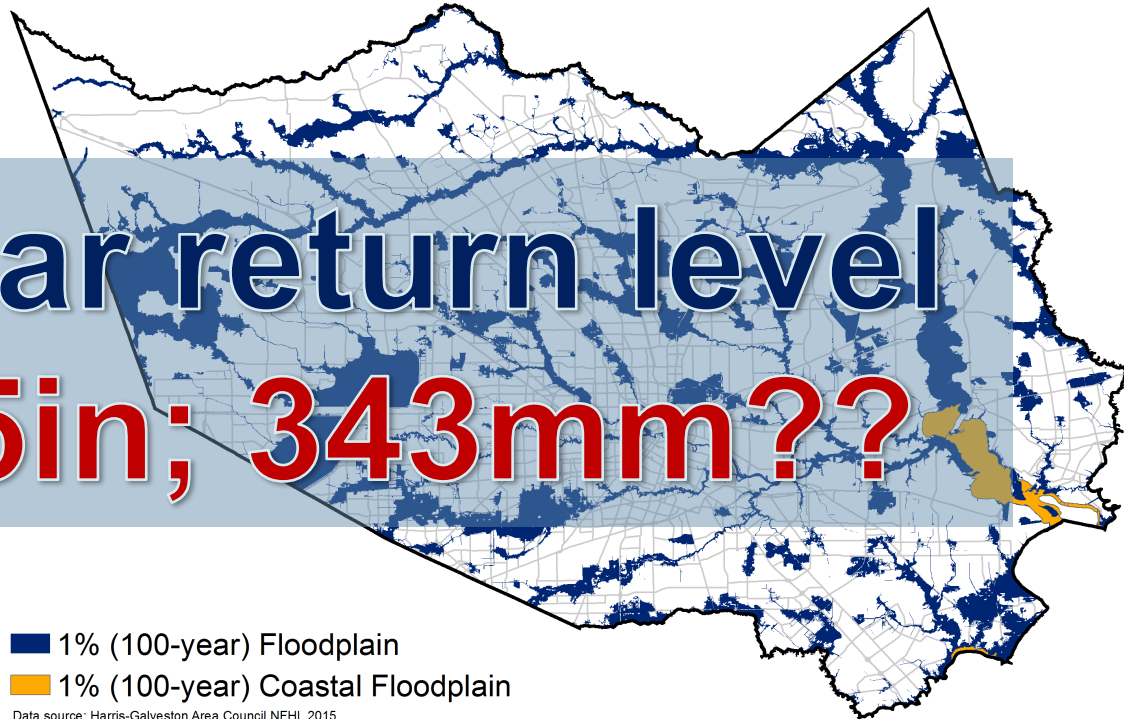 ar return level
5in; 343mm??
1% (100-year) Floodplain
1% (100-year) Coastal Floodplain
Data source: Harris-Galveston Area Council NFHL 2015